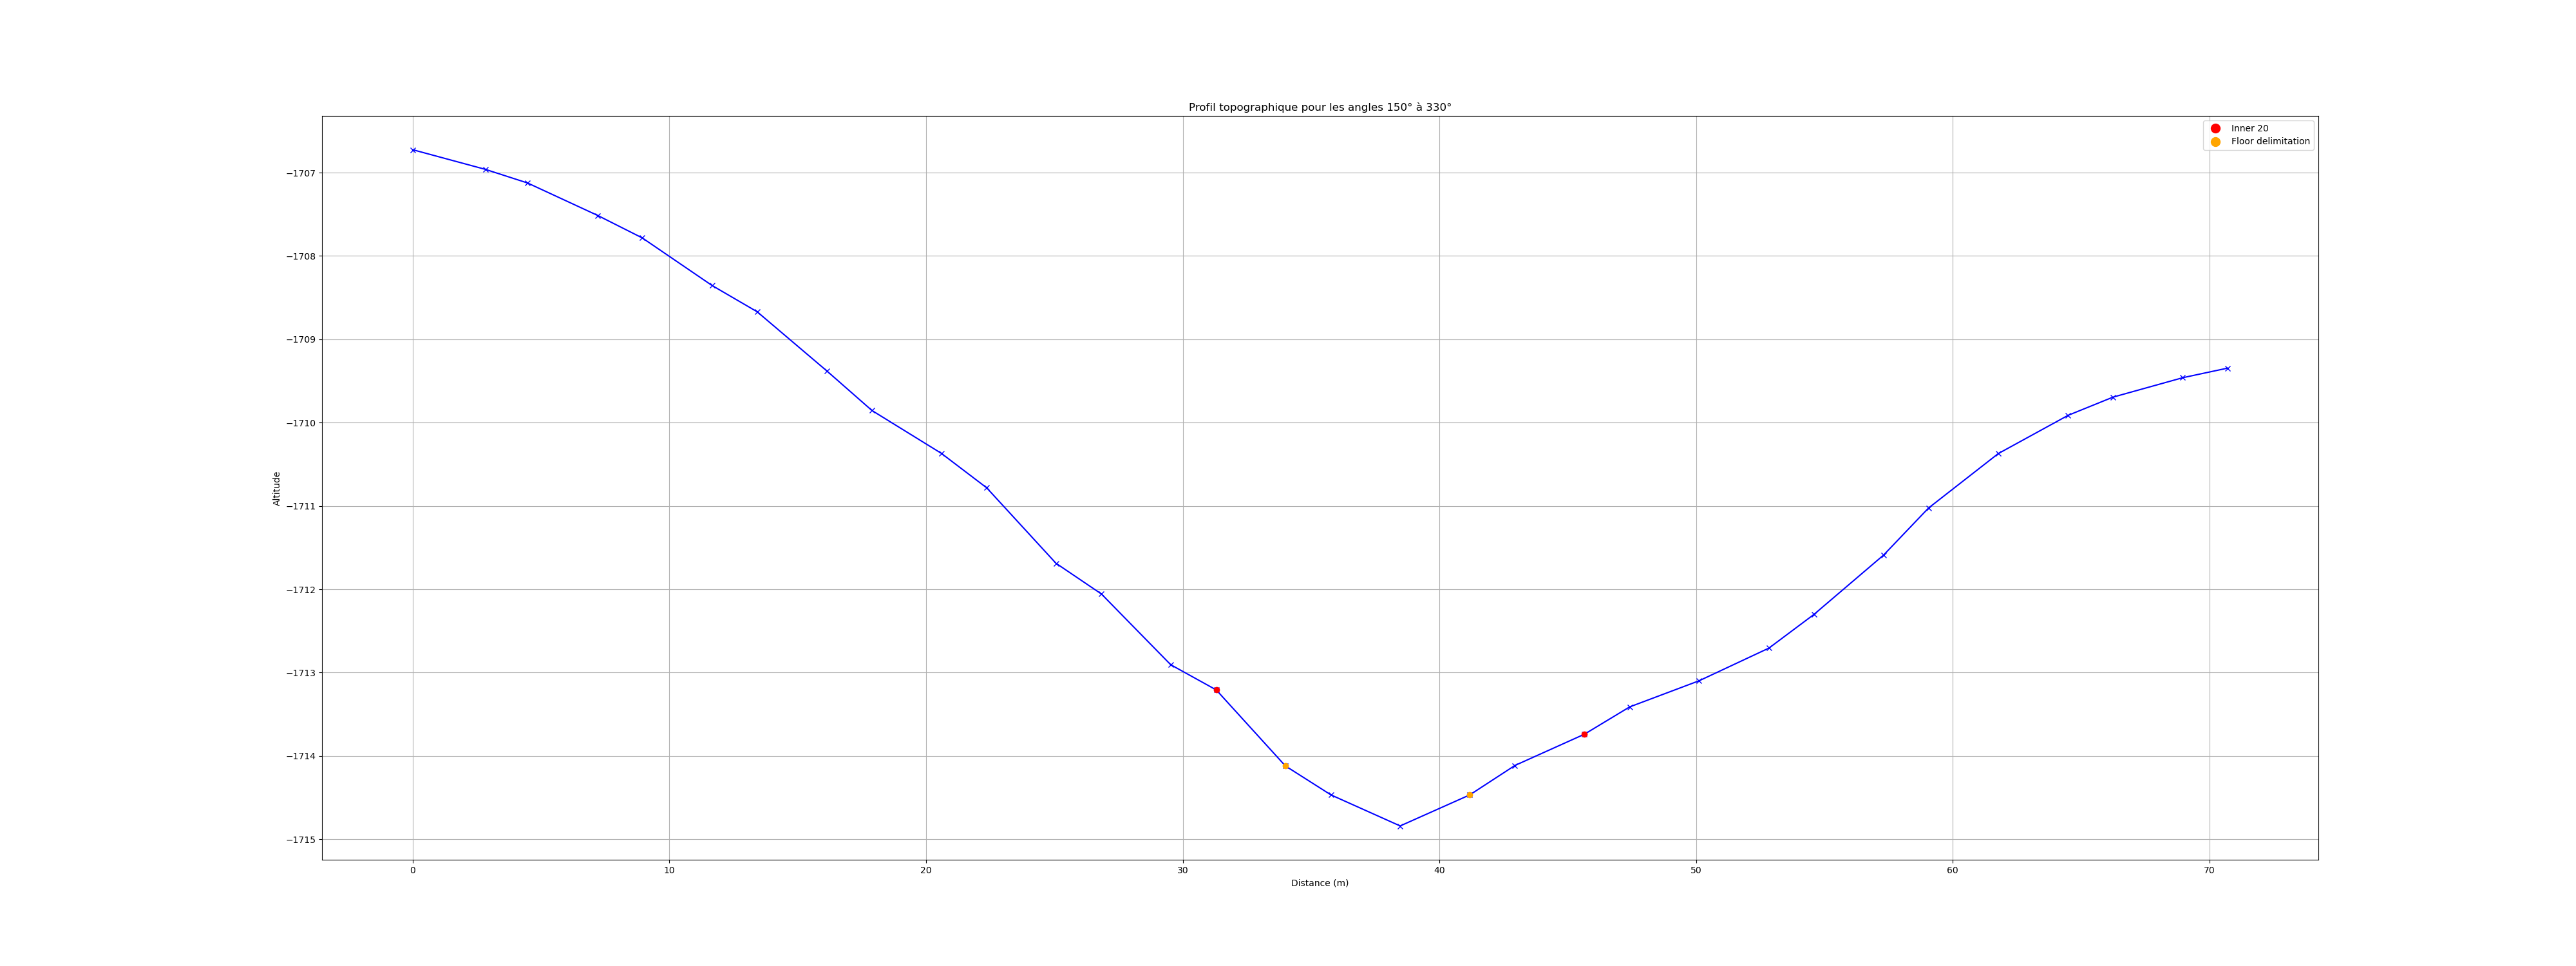 Profil topographique pour les angles 150° à 330°
Inner 20
Floor delimitation
−1707
−1708
−1709
−1710
−1711
−1712
−1713
−1714
−1715
Altitude
0 10 20 30 40 50 60 70
Distance (m)